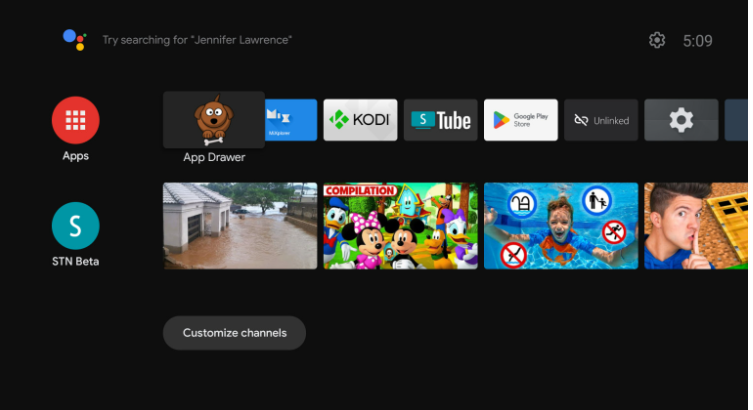 Try searching for "Jennifer Lawrence"
5:09
Apps
App Drawer
MiX
KODI
S Tube
Google Play
Store
Unlinked
S
STN Beta
COMPILATION
Customize channels